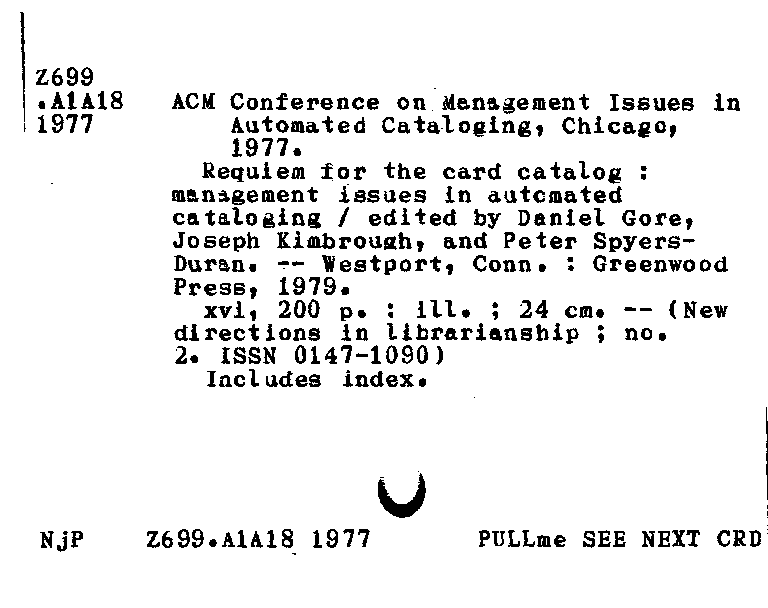 Z699
.A1A18 ACM Conference on Management Issues in
1977 Automated Cataloging, Chicago,
1977.
Requiem for the card catalog :
management issues in automated
cataloging / edited by Daniel Gore,
Joseph Kimbrough, and Peter Spyers-
Duran. -- Westport, Conn. : Greenwood
Press, 1979.
xvi, 200 p. : ill. ; 24 cm. -- (New
directions in librarianship ; no.
2. ISSN 0147-1090)
Includes index.
NjP Z699.A1A18 1977 PULLme SEE NEXT CRD